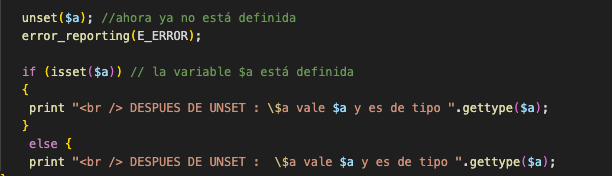 unset($a); //ahora ya no está definida
error_reporting(E_ERROR);
if (isset($a)) // la variable $a está definida
{
print "<br /> DESPUES DE UNSET : \$a vale $a y es de tipo ".gettype($a);
}
else {
print "<br /> DESPUES DE UNSET :  \$a vale $a y es de tipo ".gettype($a);